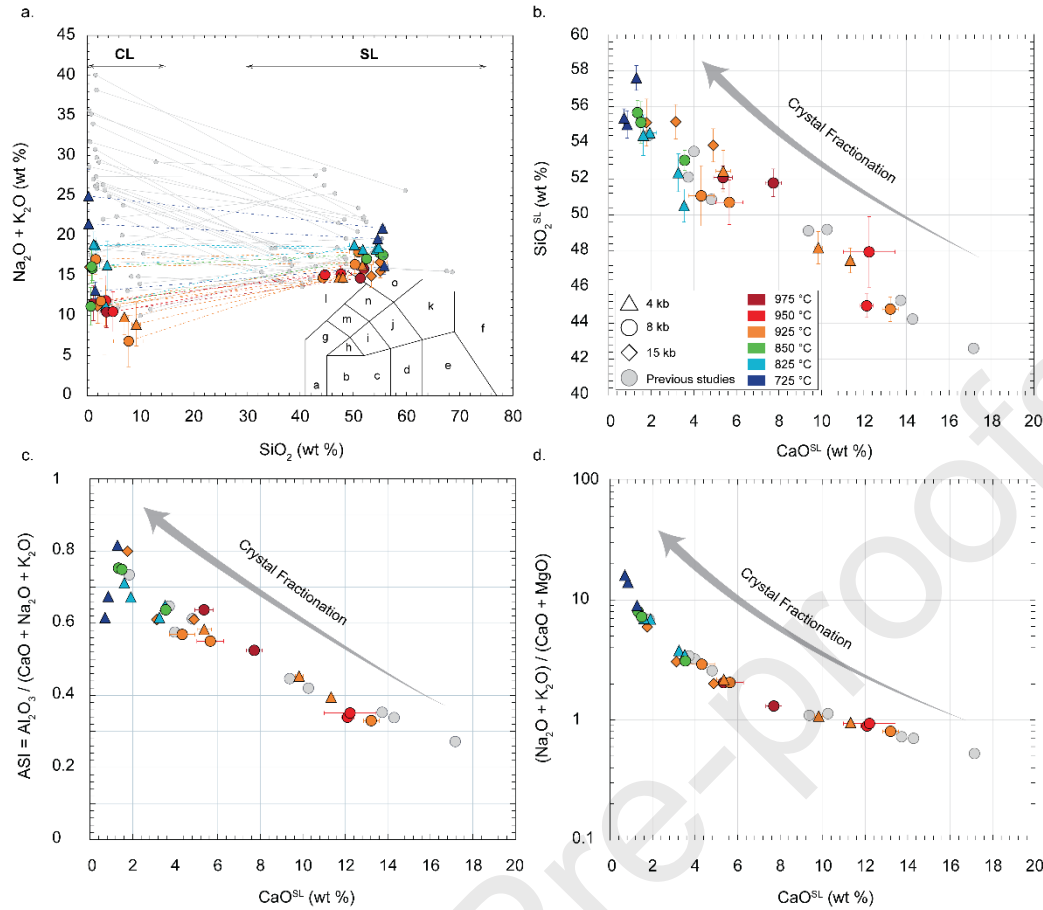 a.
Na₂O + K₂O (wt %)
45
40
35
30
25
20
15
10
5
0
CL
SL
o
n
k
l
m
j
f
g
i
h
e
a
b
c
d
0
10
20
30
40
50
60
70
80
SiO₂ (wt %)
b.
SiO₂ˢᴸ (wt %)
60
58
56
54
52
50
48
46
44
42
40
Crystal Fractionation
4 kb
8 kb
15 kb
Previous studies
975 °C
950 °C
925 °C
850 °C
825 °C
725 °C
0
2
4
6
8
10
12
14
16
18
20
CaOˢᴸ (wt %)
c.
ASI = Al₂O₃ / (CaO + Na₂O + K₂O)
1
0.8
0.6
0.4
0.2
0
Crystal Fractionation
0
4
8
12
16
20
CaOˢᴸ (wt %)
d.
(Na₂O + K₂O) / (CaO + MgO)
100
10
1
0.1
Crystal Fractionation
0
2
4
6
8
10
12
14
16
18
20
CaOˢᴸ (wt %)
Pre-proof